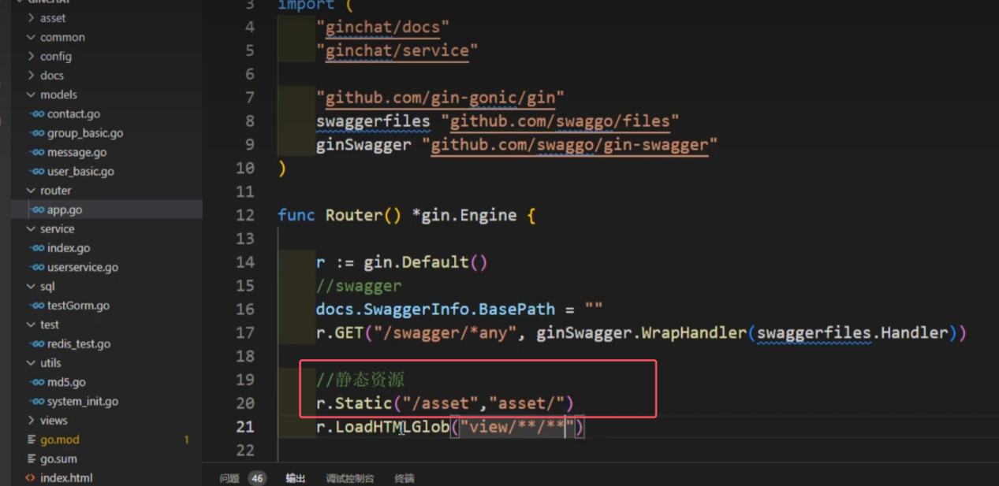 GINCHAT
asset
common
config
docs
models
contact.go
group_basic.go
message.go
user_basic.go
router
app.go
service
index.go
userservice.go
sql
testGorm.go
test
redis_test.go
utils
md5.go
system_init.go
views
go.mod 1
go.sum
index.html
3 import (
4 "ginchat/docs"
5 "ginchat/service"
6
7 "github.com/gin-gonic/gin"
8 swaggerfiles "github.com/swaggo/files"
9 ginSwagger "github.com/swaggo/gin-swagger"
10 )
11
12 func Router() *gin.Engine {
13
14 r := gin.Default()
15 //swagger
16 docs.SwaggerInfo.BasePath = ""
17 r.GET("/swagger/*any", ginSwagger.WrapHandler(swaggerfiles.Handler))
18
19 //静态资源
20 r.Static("/asset","asset/")
21 r.LoadHTMLGlob("view/**/**")
22
问题 46 输出 调试控制台 终端